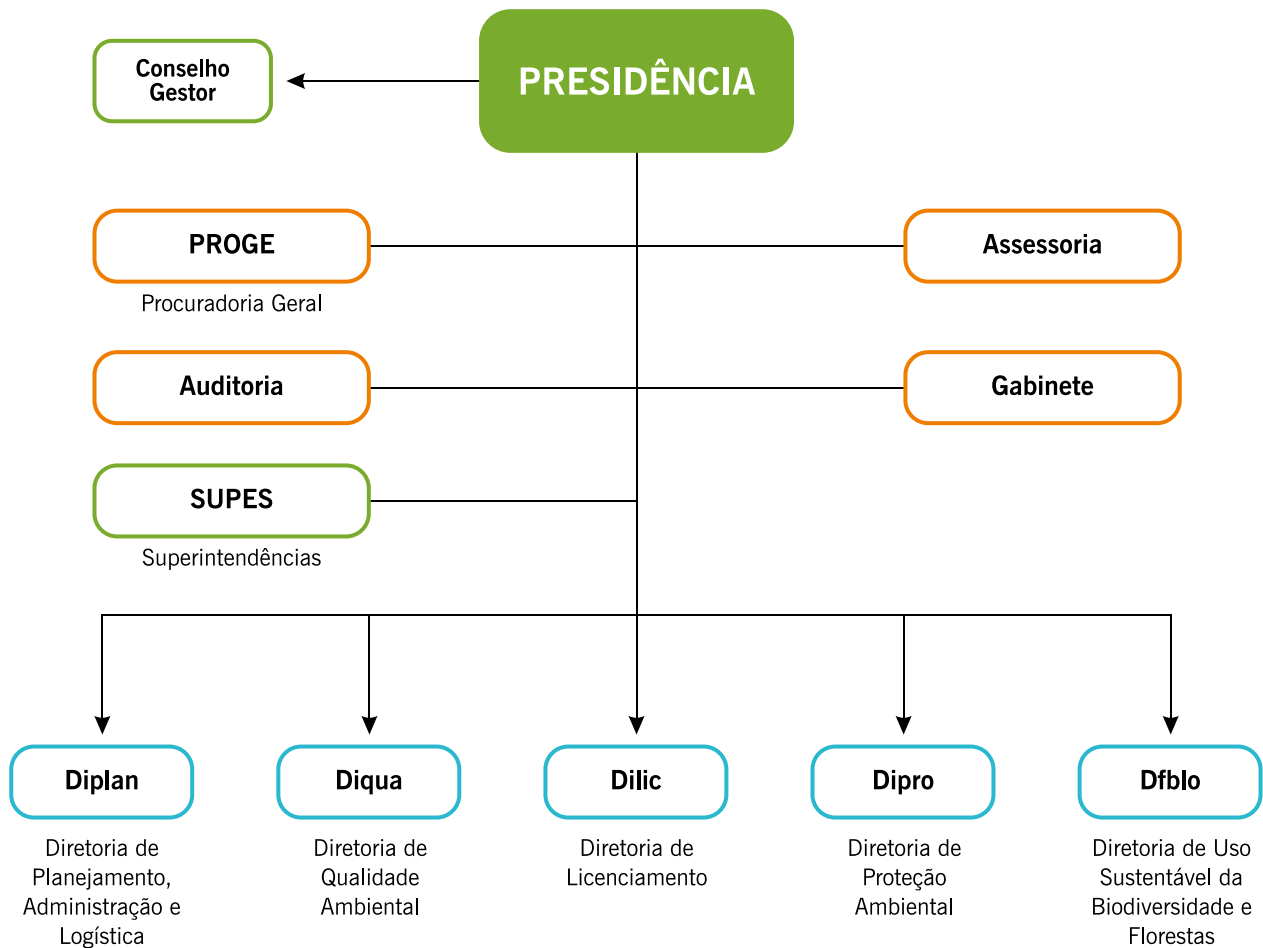 Conselho
Gestor
PRESIDÊNCIA
PROGE
Procuradoria Geral
Assessoria
Auditoria
Gabinete
SUPES
Superintendências
Diplan
Diretoria de
Planejamento,
Administração e
Logística
Diqua
Diretoria de
Qualidade
Ambiental
Dilic
Diretoria de
Licenciamento
Dipro
Diretoria de
Proteção
Ambiental
Dfblo
Diretoria de Uso
Sustentável da
Biodiversidade e
Florestas